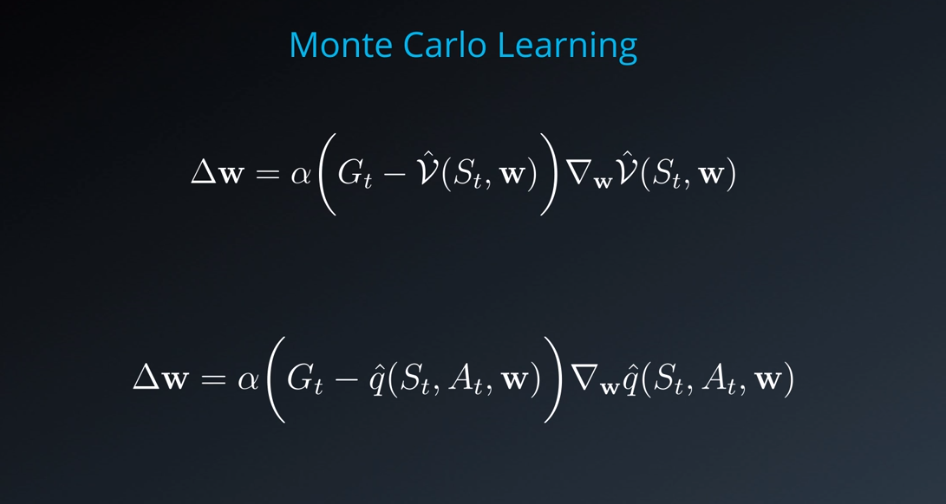 Monte Carlo Learning
$\Delta \mathbf{w} = \alpha \Big( G_t - \hat{\mathcal{V}}(S_t, \mathbf{w}) \Big) \nabla_{\mathbf{w}} \hat{\mathcal{V}}(S_t, \mathbf{w})$
$\Delta \mathbf{w} = \alpha \Big( G_t - \hat{q}(S_t, A_t, \mathbf{w}) \Big) \nabla_{\mathbf{w}} \hat{q}(S_t, A_t, \mathbf{w})$